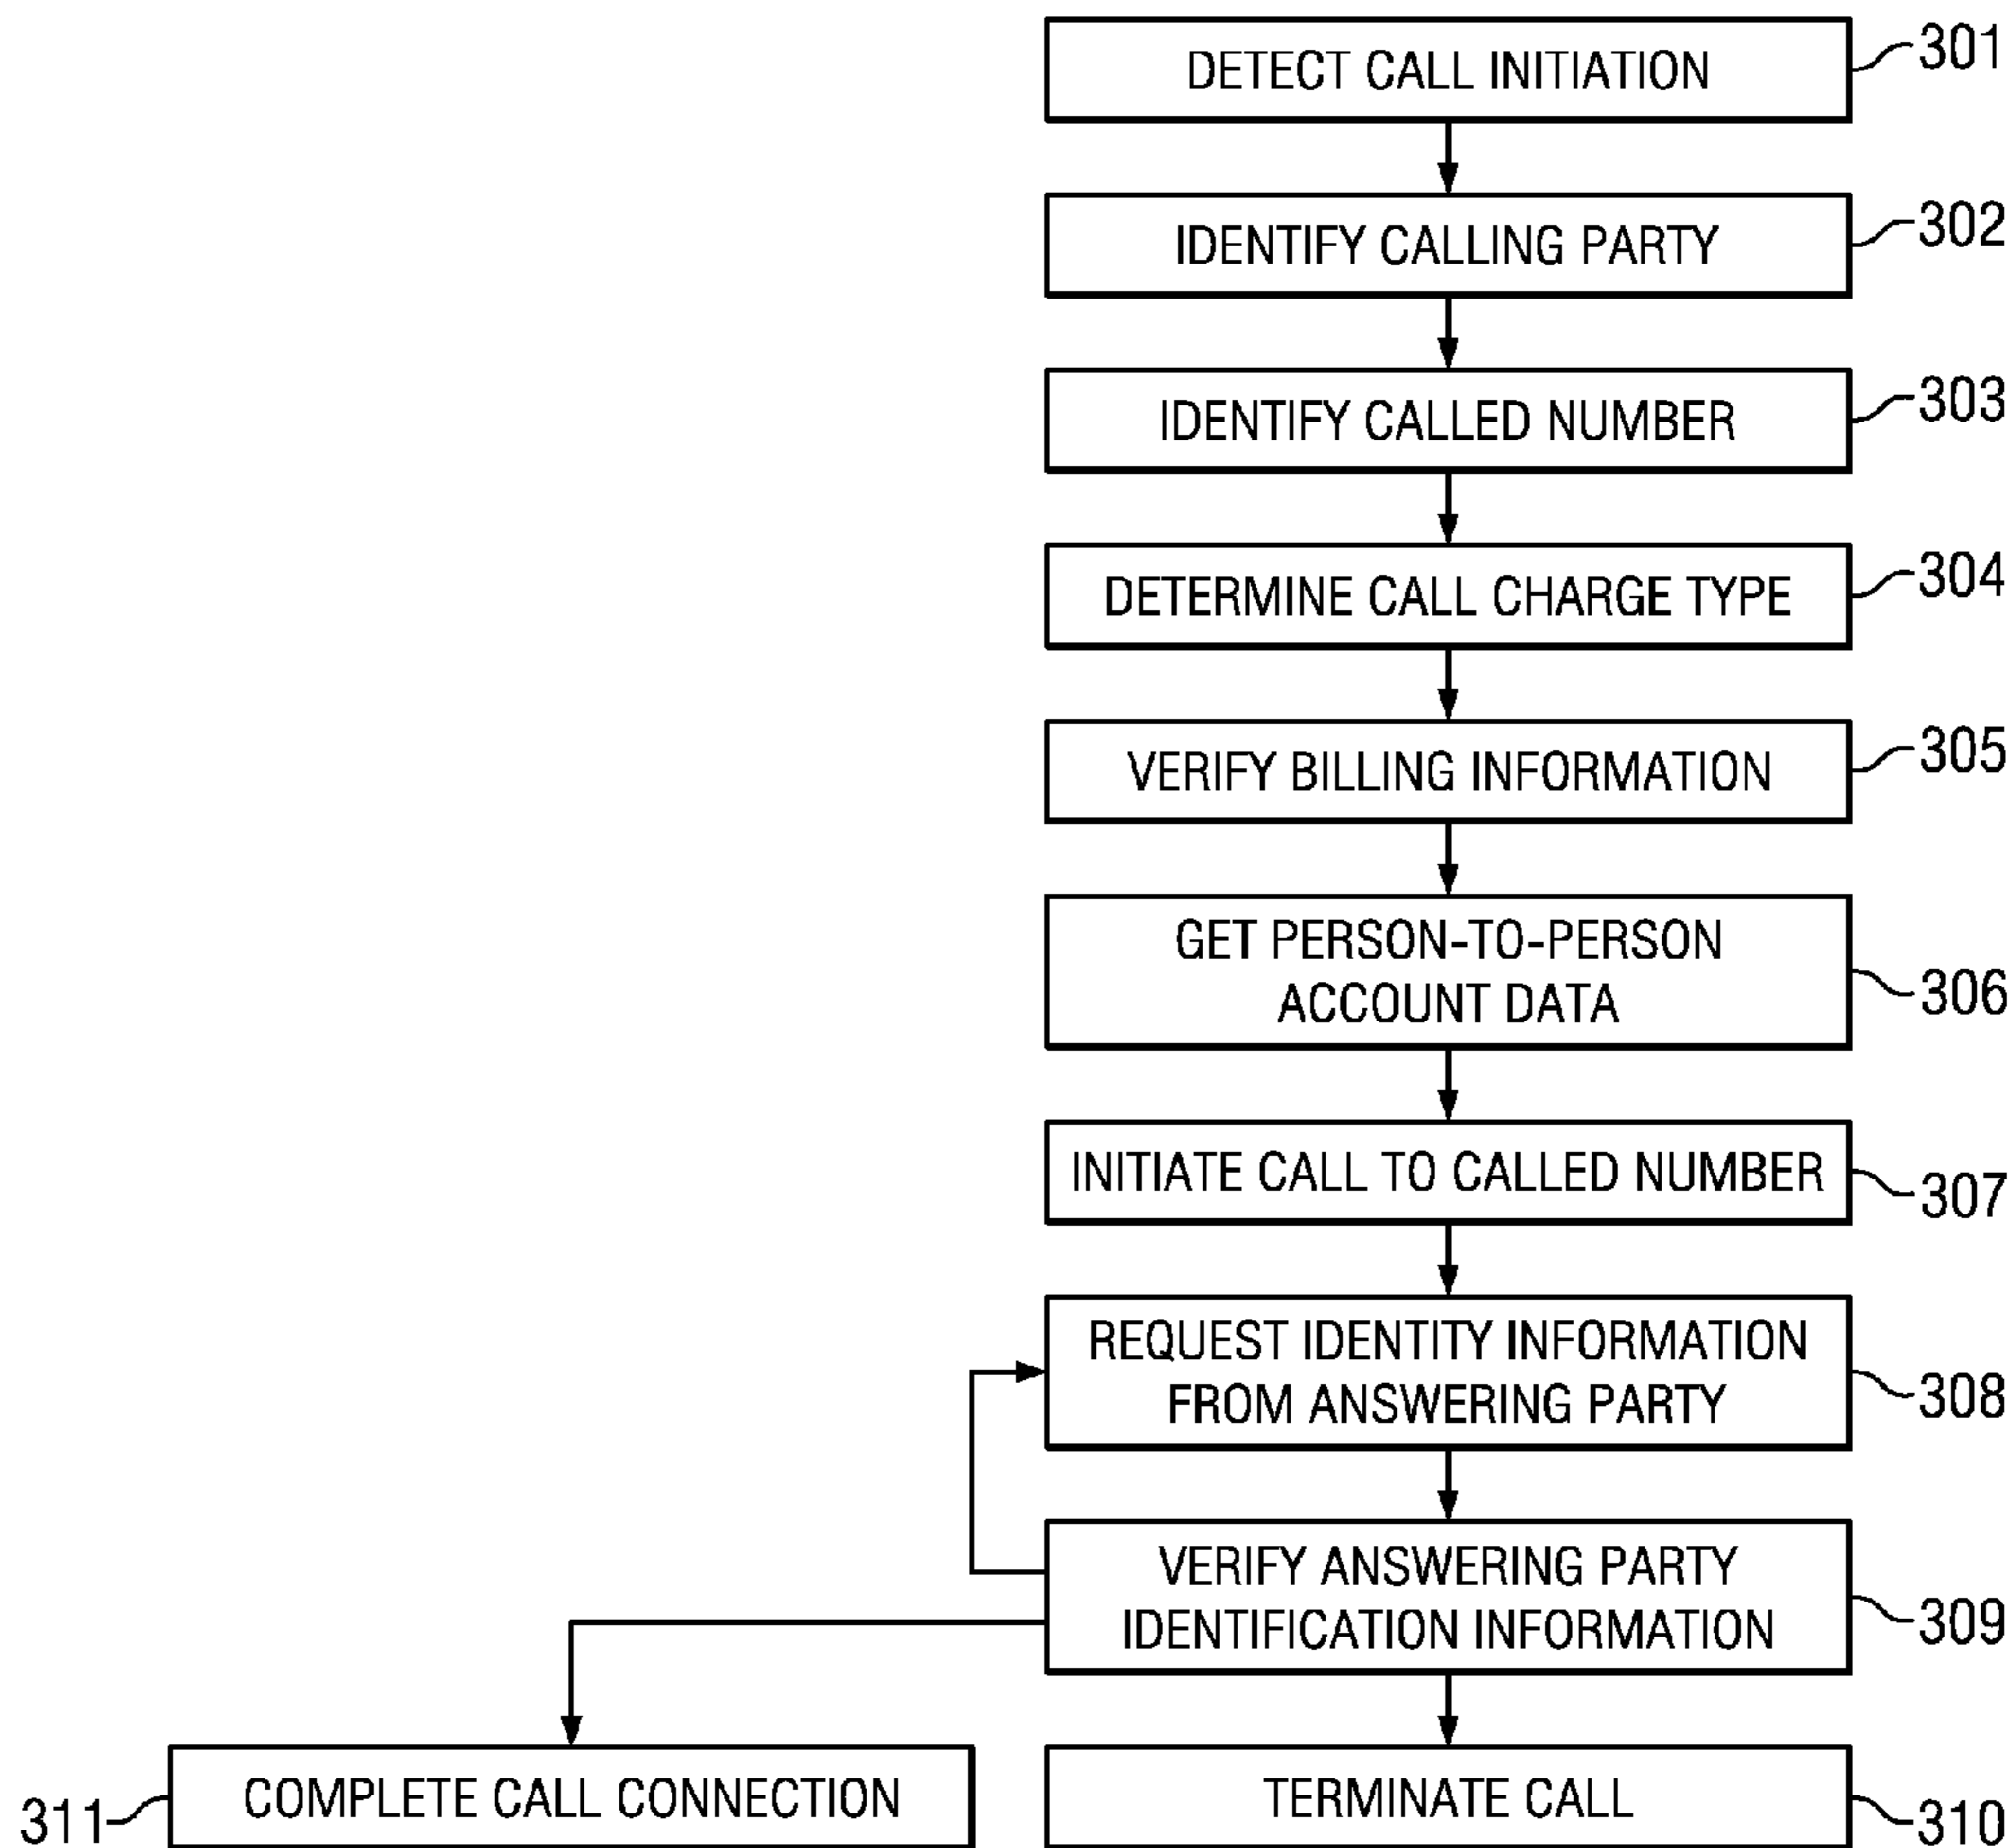 DETECT CALL INITIATION
301
IDENTIFY CALLING PARTY
302
IDENTIFY CALLED NUMBER
303
DETERMINE CALL CHARGE TYPE
304
VERIFY BILLING INFORMATION
305
GET PERSON-TO-PERSON
ACCOUNT DATA
306
INITIATE CALL TO CALLED NUMBER
307
REQUEST IDENTITY INFORMATION
FROM ANSWERING PARTY
308
VERIFY ANSWERING PARTY
IDENTIFICATION INFORMATION
309
311
COMPLETE CALL CONNECTION
TERMINATE CALL
310